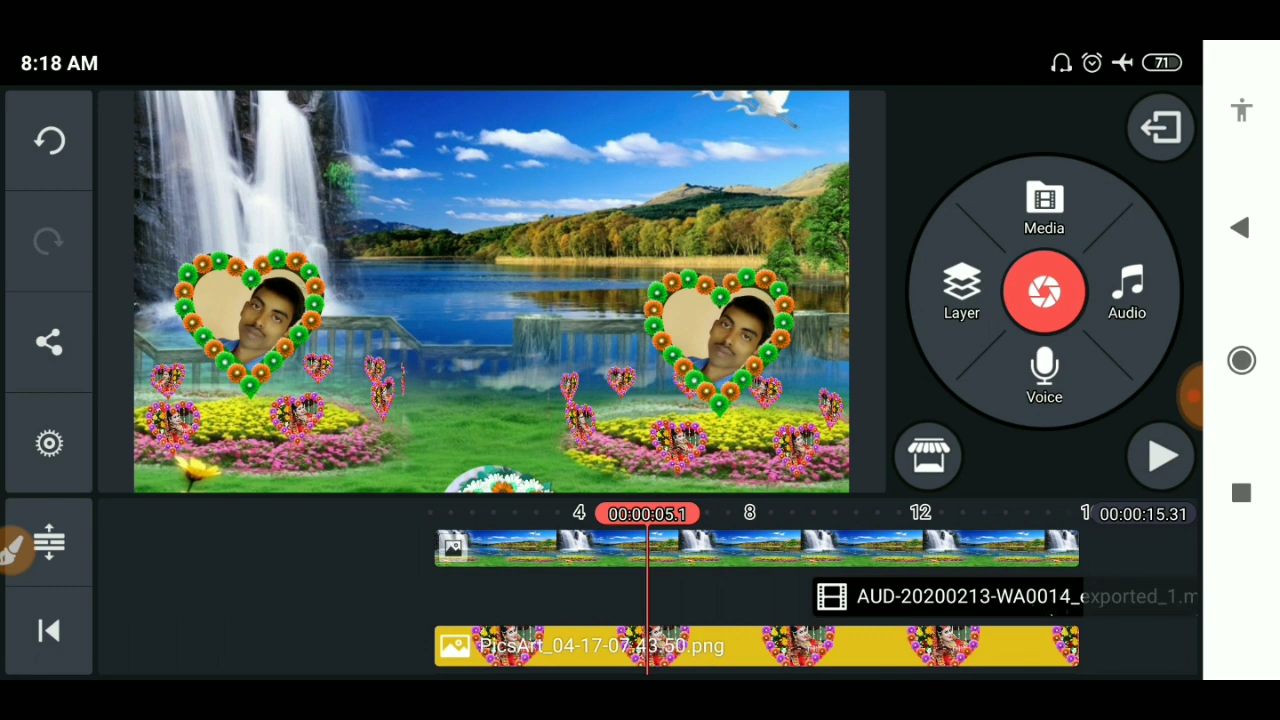 8:18 AM
71
Media
Layer
Audio
Voice
4
00:00:05.1
8
12
1
00:00:15.31
AUD-20200213-WA0014_exported_1.m
PicsArt_04-17-07.43.50.png